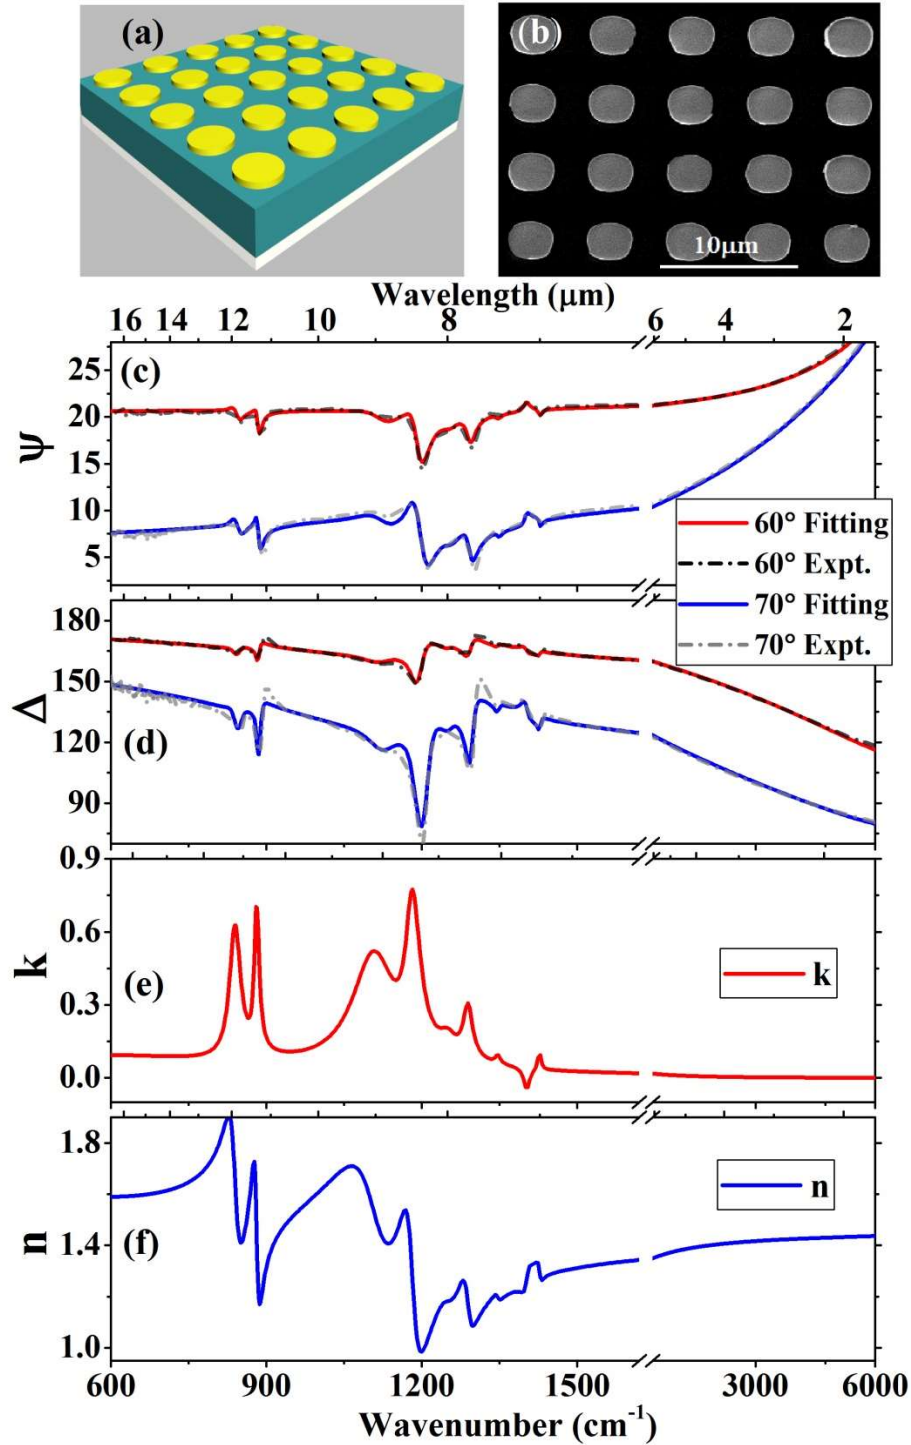 (a)
(b)
10μm
Wavelength (μm)
16 14 12 10 8 6 4 2
(c)
25
20
15
10
5
Ψ
60° Fitting
60° Expt.
70° Fitting
70° Expt.
180
150
120
90
Δ
(d)
0.9
0.6
0.3
0.0
k
(e)
k
1.8
1.4
1.0
n
(f)
n
600 900 1200 1500 3000 6000
Wavenumber (cm⁻¹)